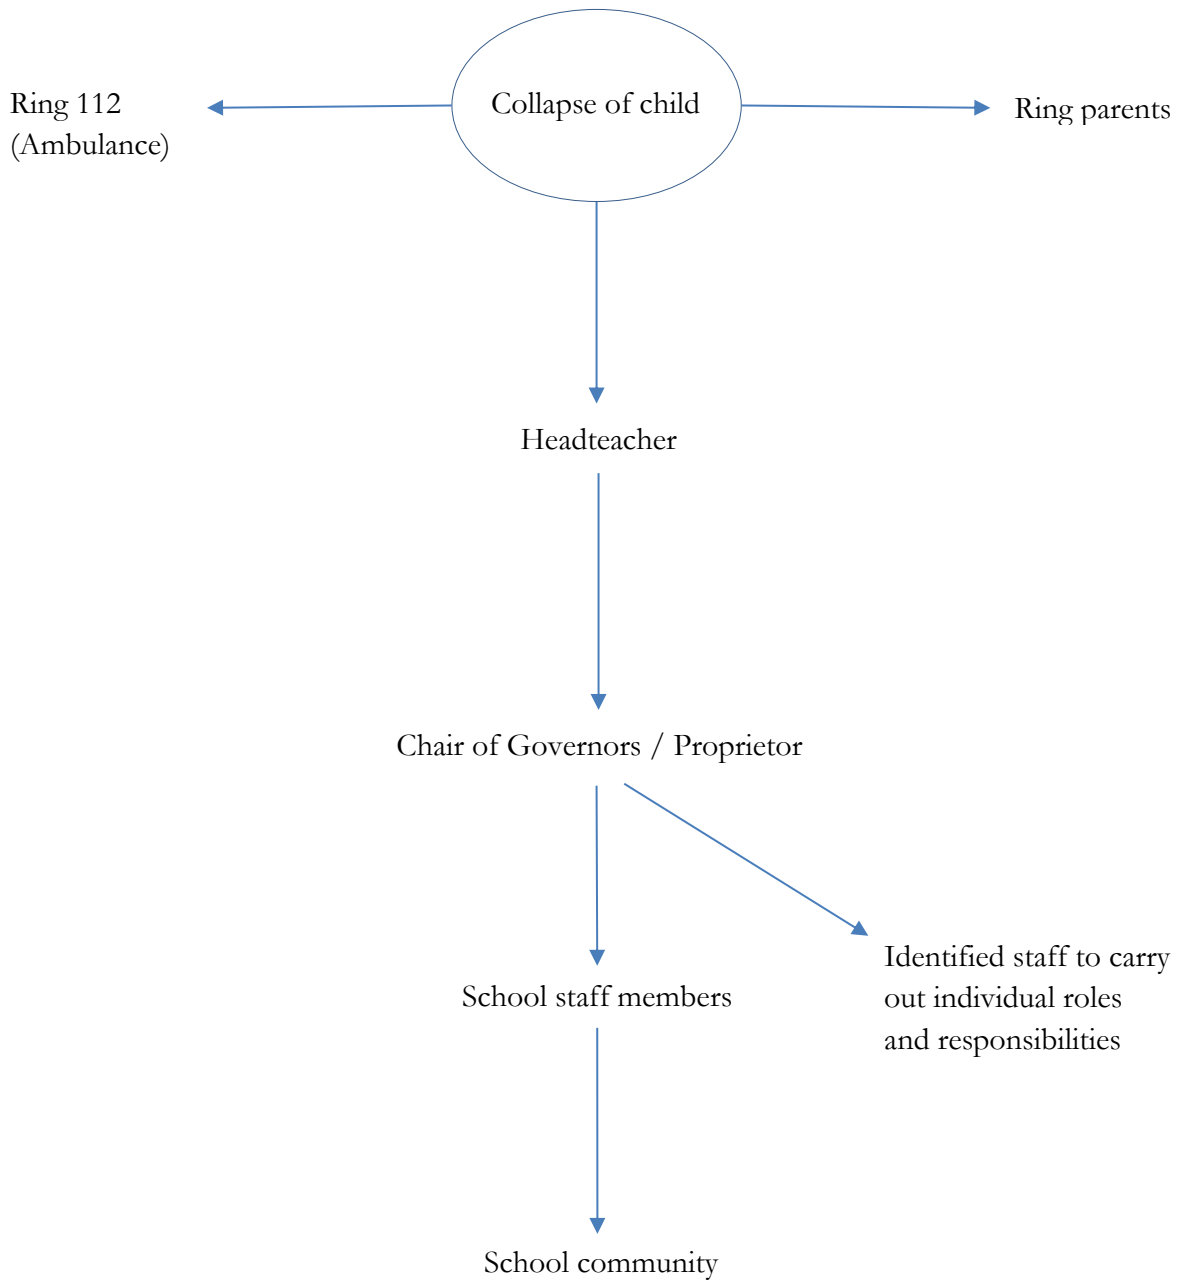 Collapse of child
Ring 112
(Ambulance)
Ring parents
Headteacher
Chair of Governors / Proprietor
School staff members
Identified staff to carry
out individual roles
and responsibilities
School community